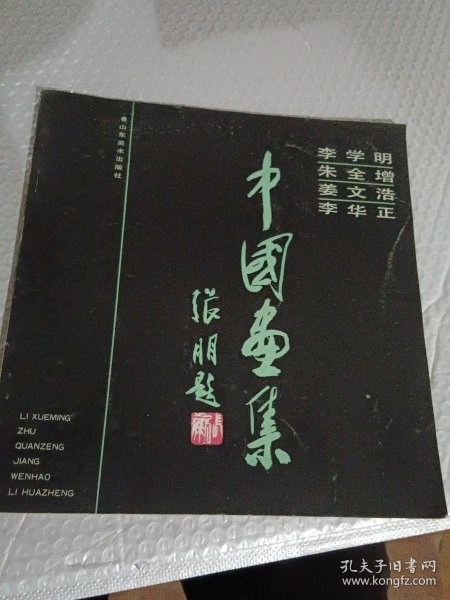 山东美术出版社
李学明
朱全增
姜文浩
李华正
中國画集
张朋题
LI XUEMING
ZHU
QUANZENG
JIANG
WENHAO
LI HUAZHENG
孔夫子旧书网
www.kongfz.com